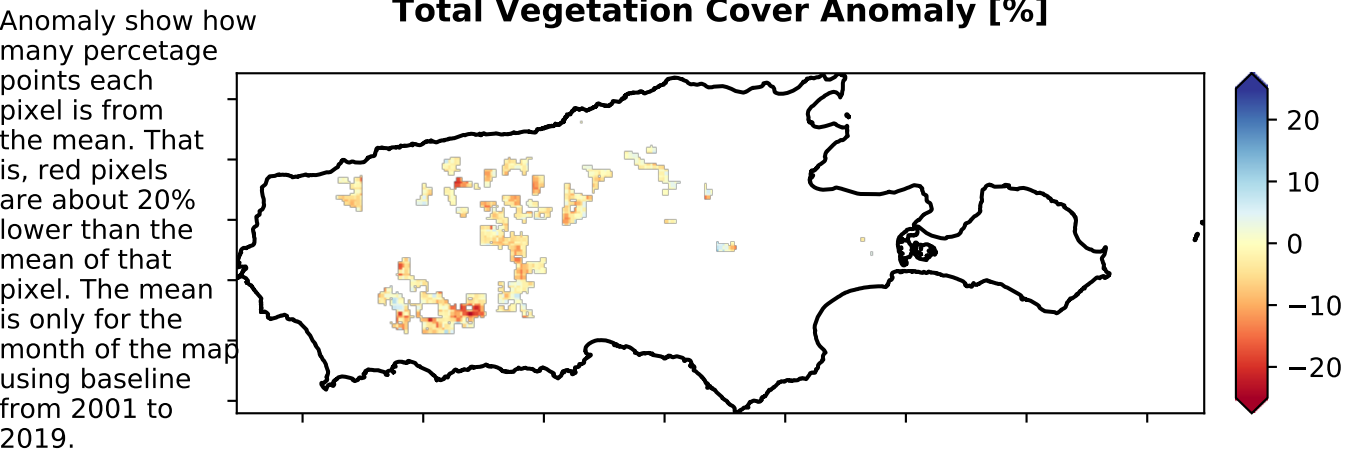 Total Vegetation Cover Anomaly [%]
Anomaly show how
many percetage
points each
pixel is from
the mean. That
is, red pixels
are about 20%
lower than the
mean of that
pixel. The mean
is only for the
month of the map
using baseline
from 2001 to
2019.
20
10
0
−10
−20